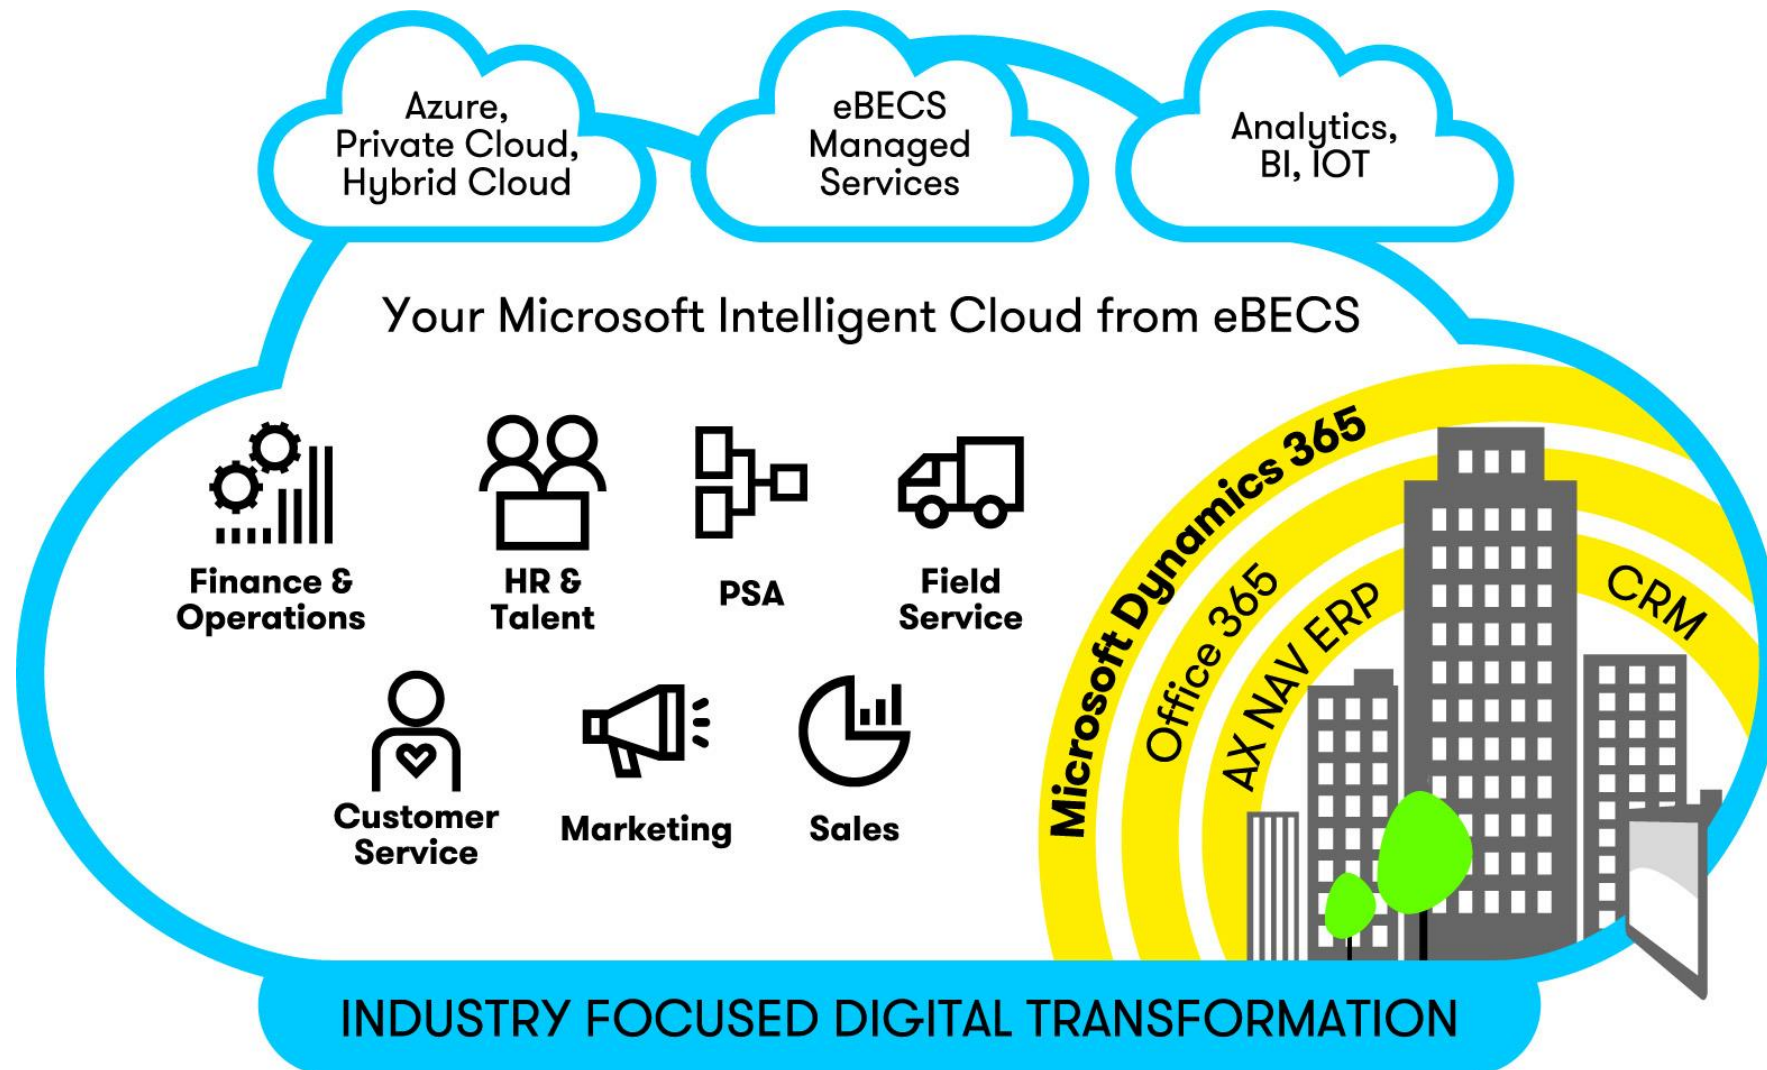 Azure,
Private Cloud,
Hybrid Cloud
eBECS
Managed
Services
Analytics,
BI, IOT
Your Microsoft Intelligent Cloud from eBECS
Finance &
Operations
HR &
Talent
PSA
Field
Service
Customer
Service
Marketing
Sales
Microsoft Dynamics 365
Office 365
AX NAV ERP
CRM
INDUSTRY FOCUSED DIGITAL TRANSFORMATION